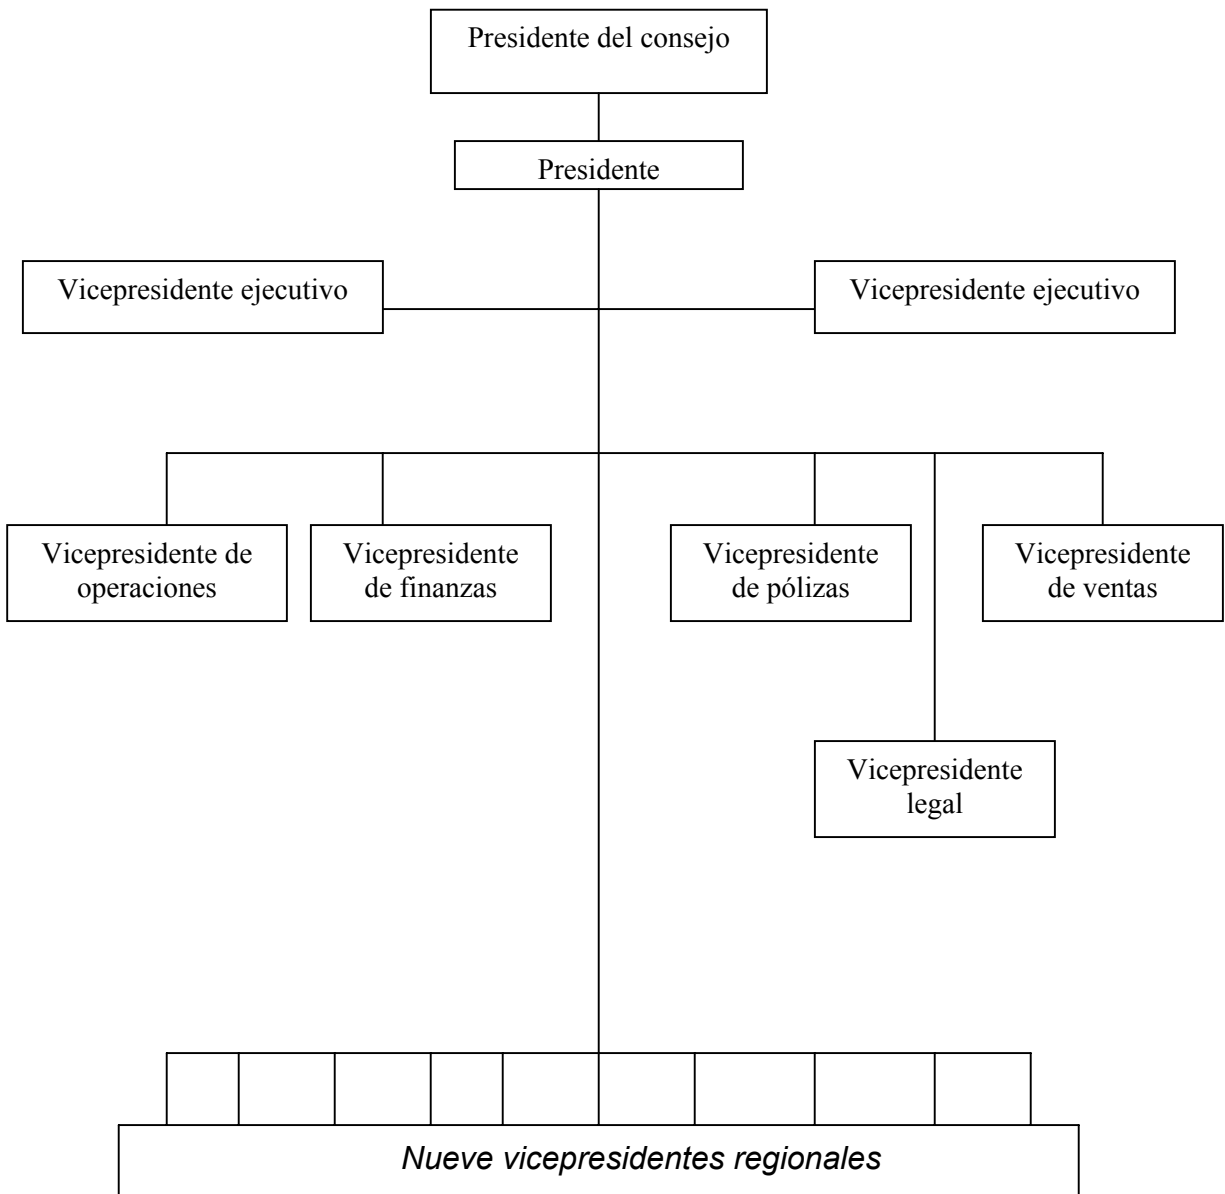 Presidente del consejo
Presidente
Vicepresidente ejecutivo
Vicepresidente ejecutivo
Vicepresidente de
operaciones
Vicepresidente
de finanzas
Vicepresidente
de pólizas
Vicepresidente
de ventas
Vicepresidente
legal
Nueve vicepresidentes regionales